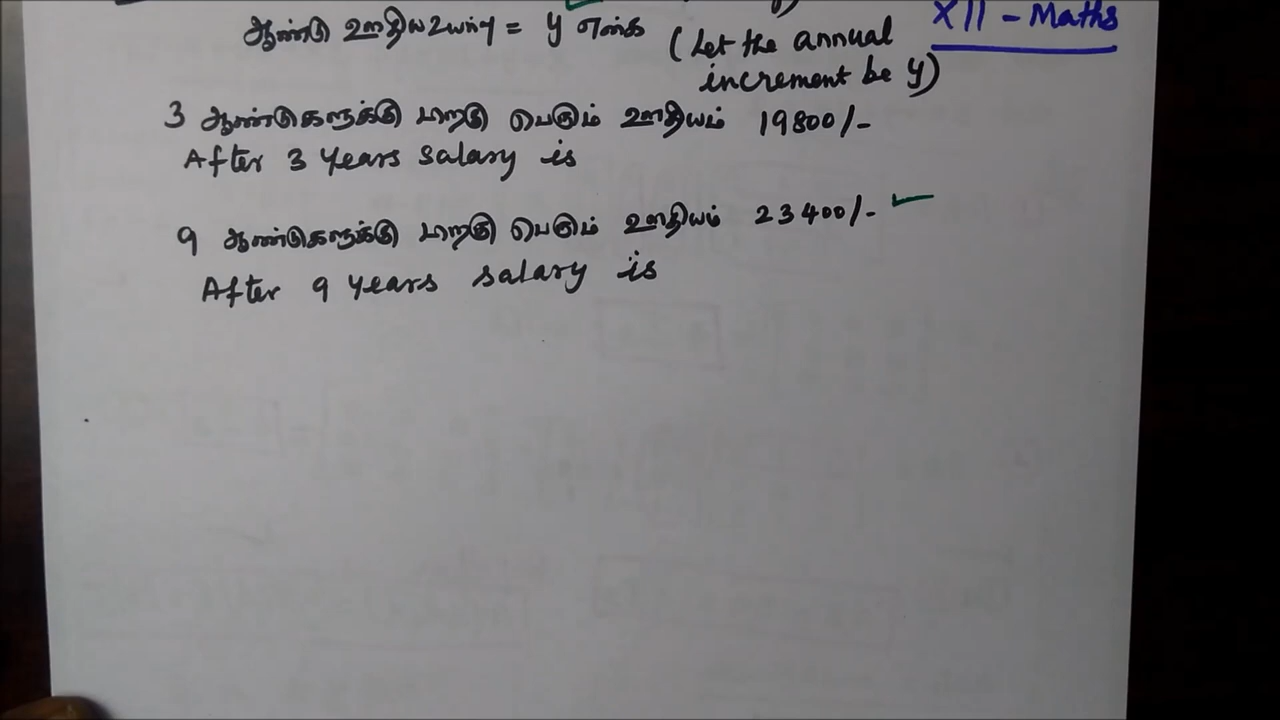 ஆண்டு ஊதிய உயர்வு = y என்க (Let the annual increment be y)
XII - Maths
3 ஆண்டுகளுக்கு பிறகு பெறும் ஊதியம் 19800/-
After 3 years salary is
9 ஆண்டுகளுக்கு பிறகு பெறும் ஊதியம் 23400/-
After 9 years salary is